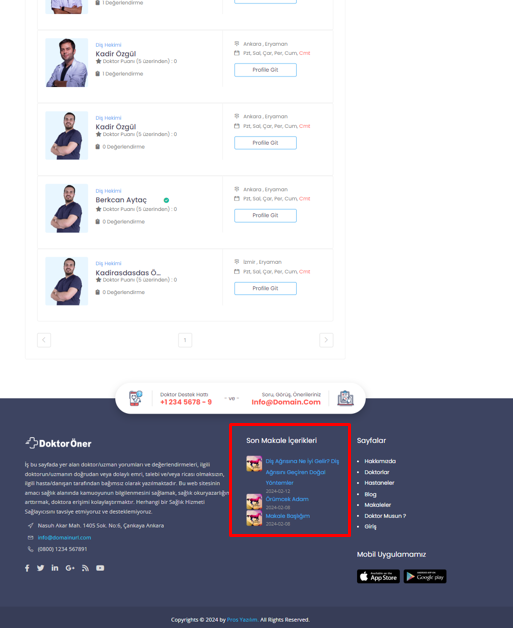 1 Değerlendirme
Diş Hekimi
Kadir Özgül
Doktor Puanı (5 üzerinden) : 0
1 Değerlendirme
Ankara , Eryaman
Pzt, Sal, Çar, Per, Cum, Cmt
Profile Git
Diş Hekimi
Kadir Özgül
Doktor Puanı (5 üzerinden) : 0
0 Değerlendirme
Ankara , Eryaman
Pzt, Sal, Çar, Per, Cum, Cmt
Profile Git
Diş Hekimi
Berkcan Aytaç
Doktor Puanı (5 üzerinden) : 0
0 Değerlendirme
Ankara , Eryaman
Pzt, Sal, Çar, Per, Cum, Cmt
Profile Git
Diş Hekimi
Kadirasdasdas Ö...
Doktor Puanı (5 üzerinden) : 0
0 Değerlendirme
İzmir , Eryaman
Pzt, Sal, Çar, Per, Cum, Cmt
Profile Git
1
Doktor Destek Hattı
+1 234 5678 - 9
- ve -
Soru, Görüş, Önerileriniz
Info@Domain.Com
DoktorÖner
İş bu sayfada yer alan doktor/uzman yorumları ve değerlendirmeleri, ilgili
doktorun/uzmanın doğrudan veya dolaylı emri, talebi ve/veya ricası olmaksızın,
ilgili hasta/danışan tarafından bağımsız olarak yazılmaktadır. Bu web sitesinin
amacı sağlık alanında kamuoyunun bilgilenmesini sağlamak, sağlık okuryazarlığın
arttırmak, doktora erişimi kolaylaştırmaktır. Herhangi bir Sağlık Hizmeti
Sağlayıcısını tavsiye etmiyoruz ve desteklemiyoruz.
Nasuh Akar Mah. 1405 Sok. No:6, Çankaya Ankara
info@domainurl.com
(0800) 1234 567891
Son Makale İçerikleri
Diş Ağrısına Ne İyi Gelir? Diş
Ağrısını Geçiren Doğal
Yöntemler
2024-02-12
Örümcek Adam
2024-02-08
Makale Başlığım
2024-02-08
Sayfalar
Hakkımızda
Doktorlar
Hastaneler
Blog
Makaleler
Doktor Musun ?
Giriş
Mobil Uygulamamız
App Store
Google play
Copyrights © 2024 by Prox Yazılım. All Rights Reserved.